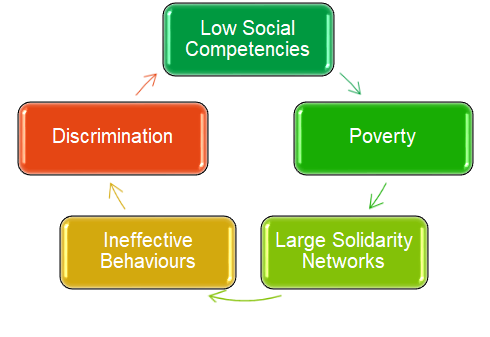 Low Social
Competencies
Poverty
Large Solidarity
Networks
Ineffective
Behaviours
Discrimination